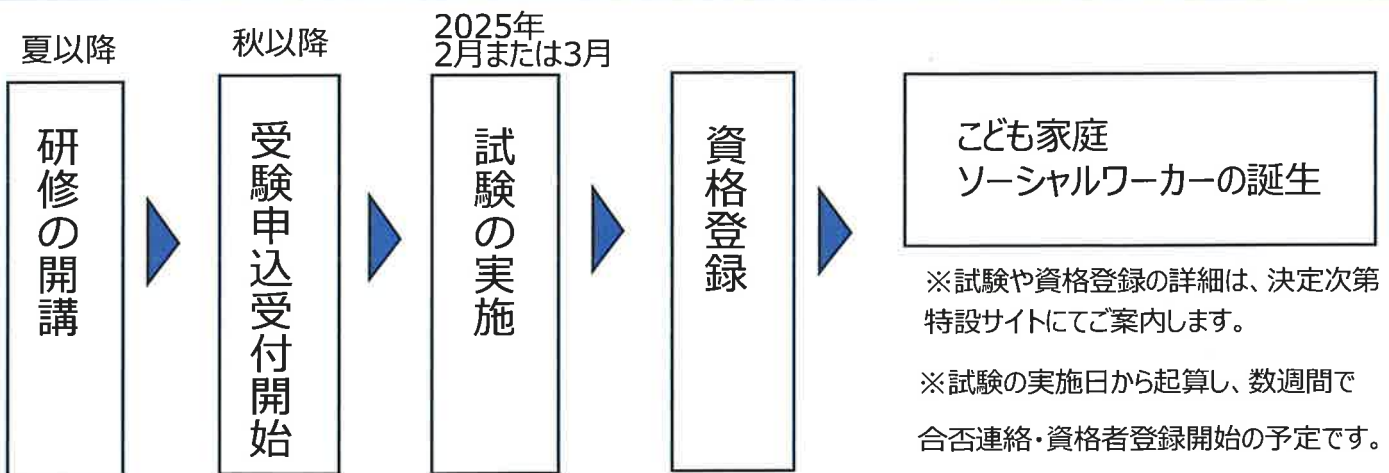 夏以降
秋以降
2025年
2月または3月
研修の開講
受験申込受付開始
試験の実施
資格登録
こども家庭
ソーシャルワーカーの誕生
※試験や資格登録の詳細は、決定次第
特設サイトにてご案内します。
※試験の実施日から起算し、数週間で
合否連絡・資格者登録開始の予定です。